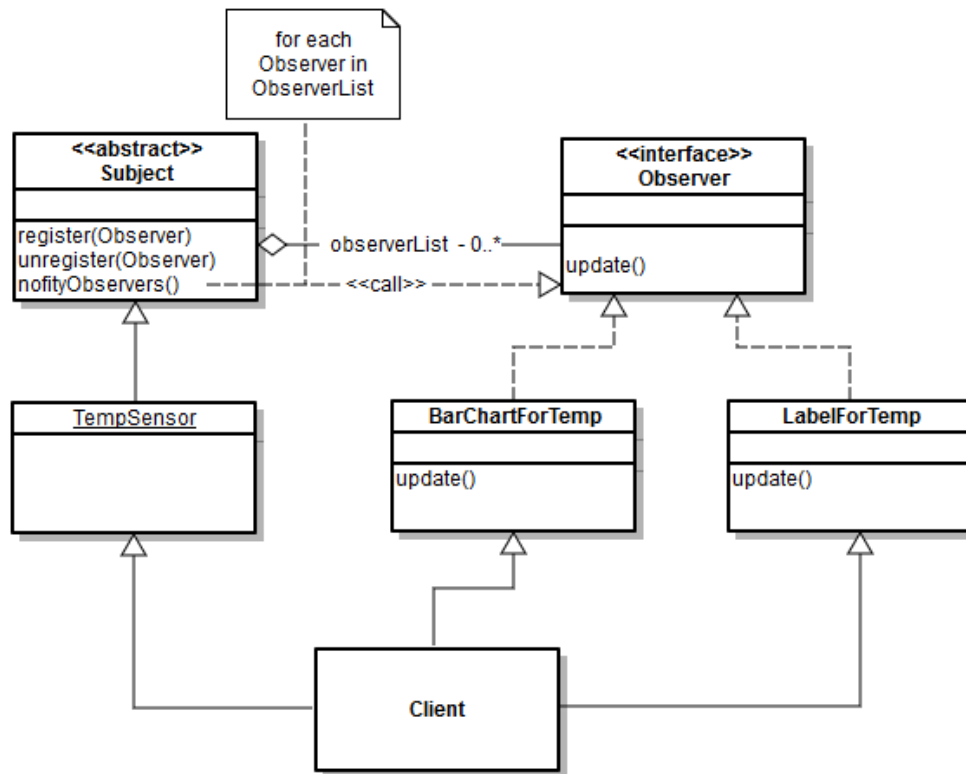 for each
Observer in
ObserverList
<<abstract>>
Subject
register(Observer)
unregister(Observer)
nofityObservers()
observerList - 0..*
<<call>>
<<interface>>
Observer
update()
TempSensor
BarChartForTemp
update()
LabelForTemp
update()
Client